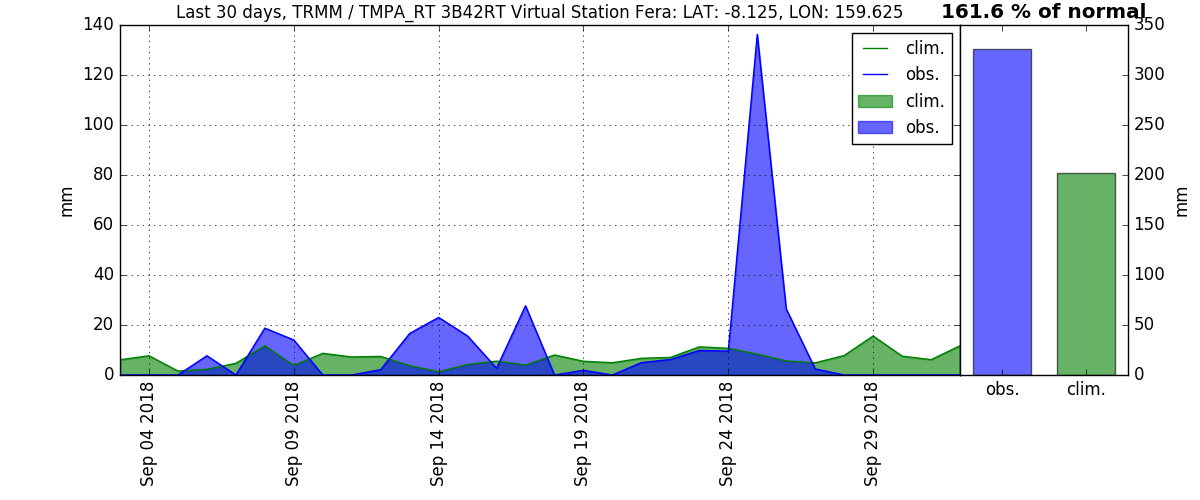 Last 30 days, TRMM / TMPA_RT 3B42RT Virtual Station Fera: LAT: -8.125, LON: 159.625
161.6 % of normal
140
120
100
80
60
40
20
0
mm
clim.
obs.
clim.
obs.
Sep 04 2018
Sep 09 2018
Sep 14 2018
Sep 19 2018
Sep 24 2018
Sep 29 2018
350
300
250
200
150
100
50
0
mm
obs.
clim.